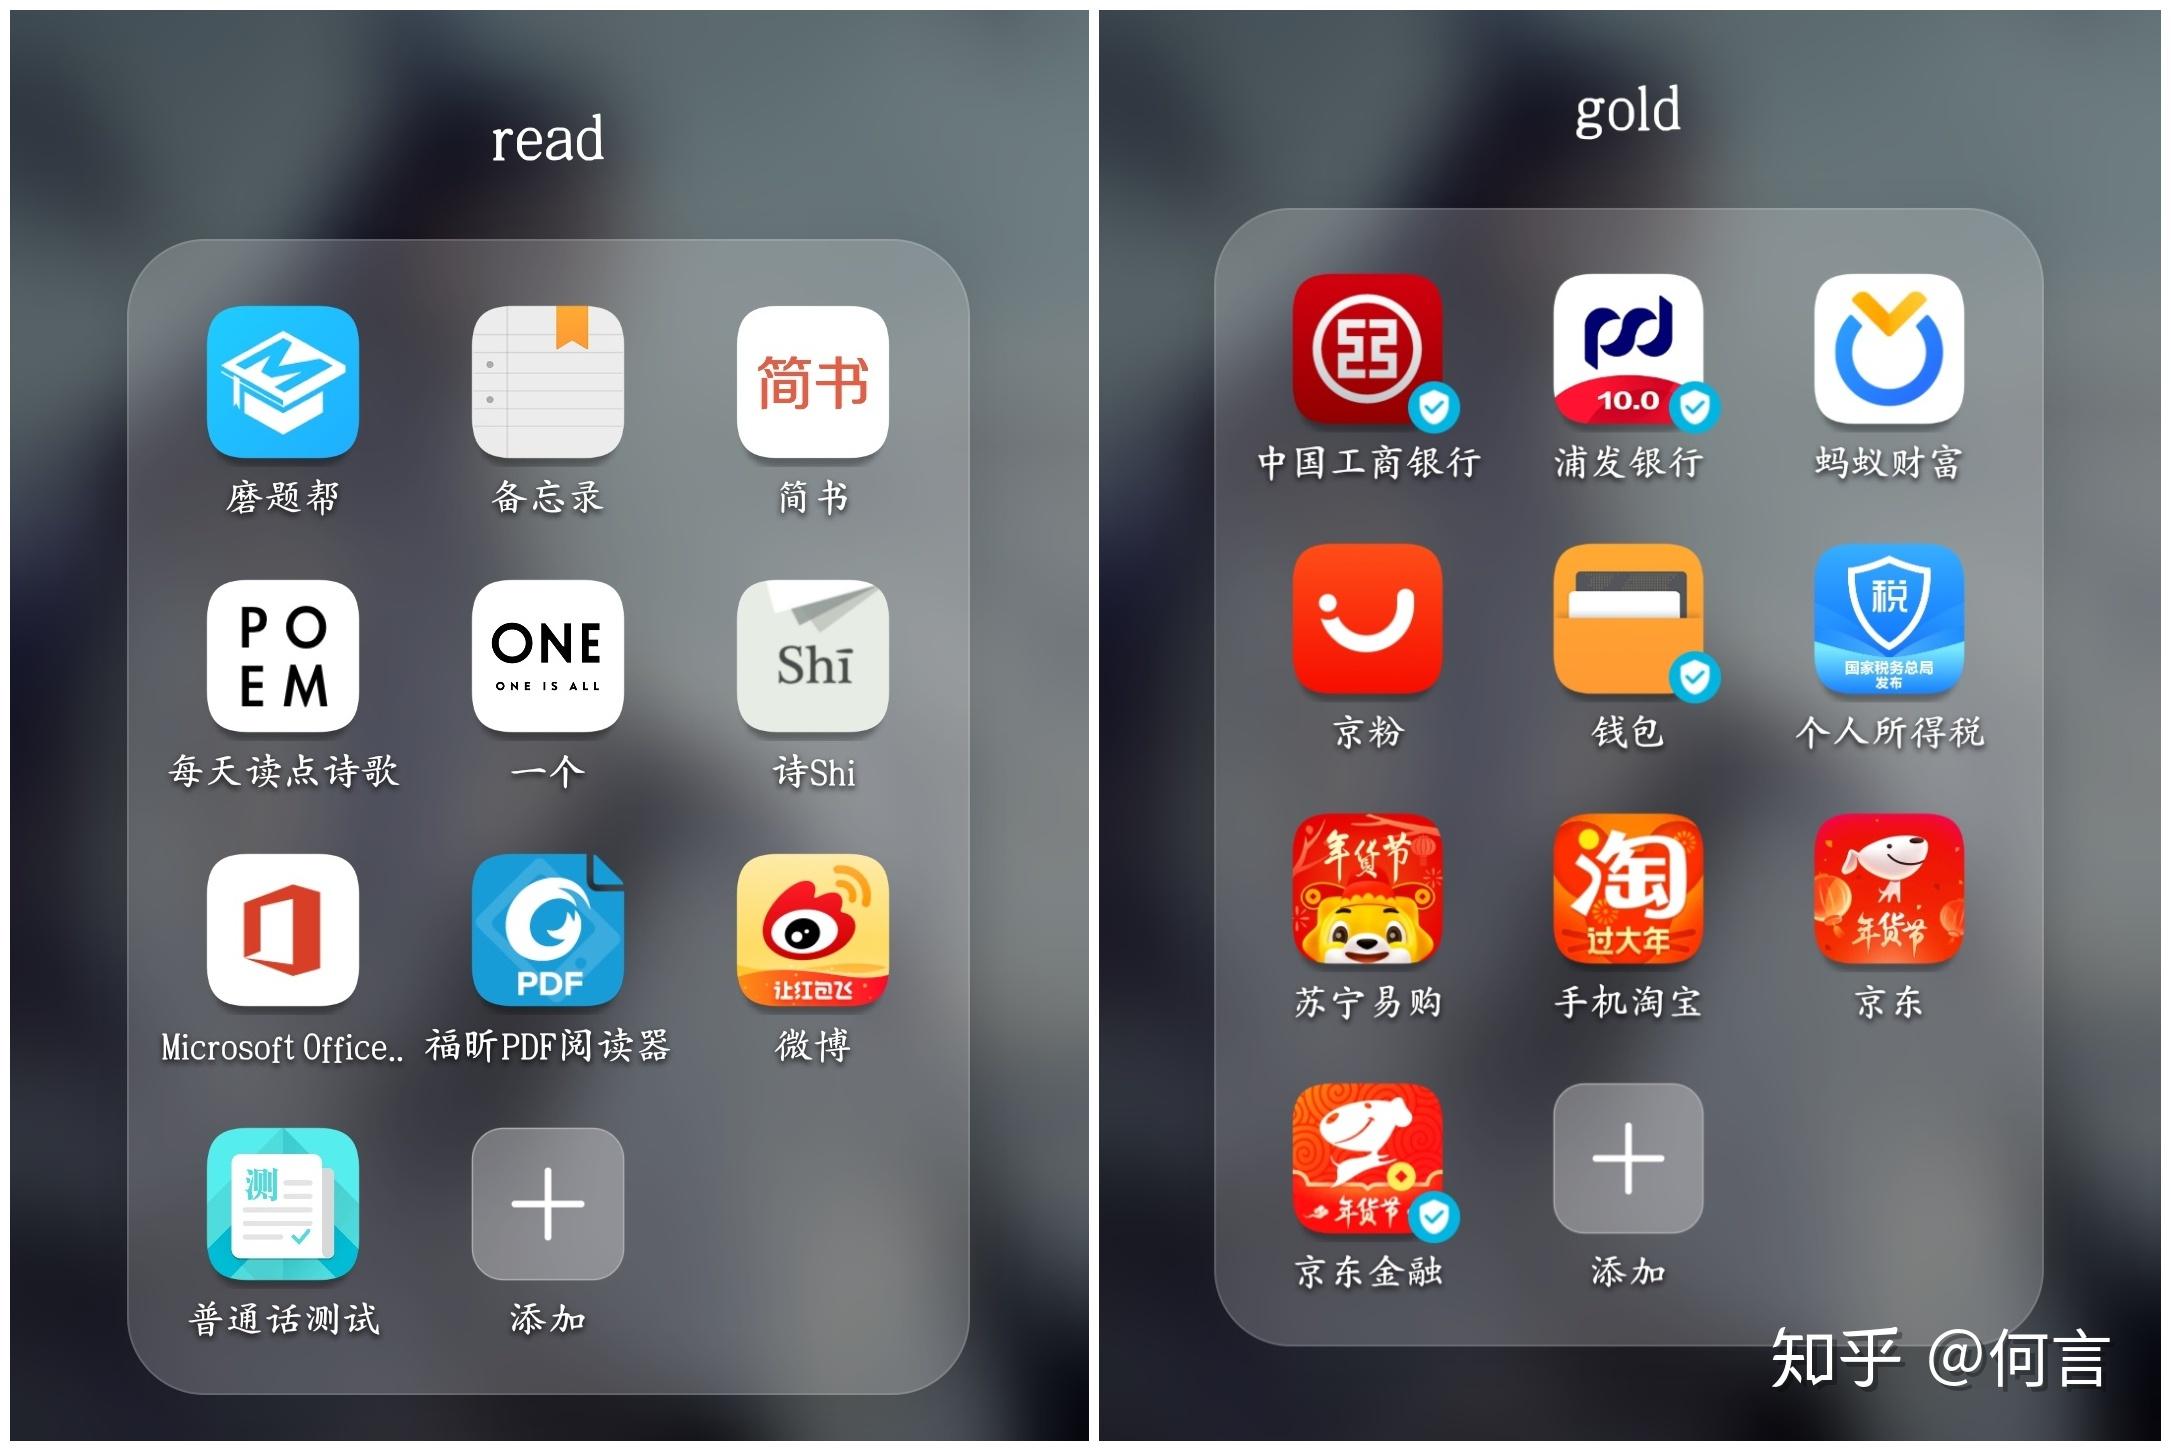 read
简书
磨题帮
备忘录
简书
PO
EM
ONE
ONE IS ALL
Shī
每天读点诗歌
一个
诗Shi
PDF
让红包飞
Microsoft Office..
福昕PDF阅读器
微博
测
普通话测试
添加
gold
10.0
中国工商银行
浦发银行
蚂蚁财富
税
国家税务总局
发布
京粉
钱包
个人所得税
年货节
淘
过大年
年货节
苏宁易购
手机淘宝
京东
年货节
京东金融
添加
知乎 @何言